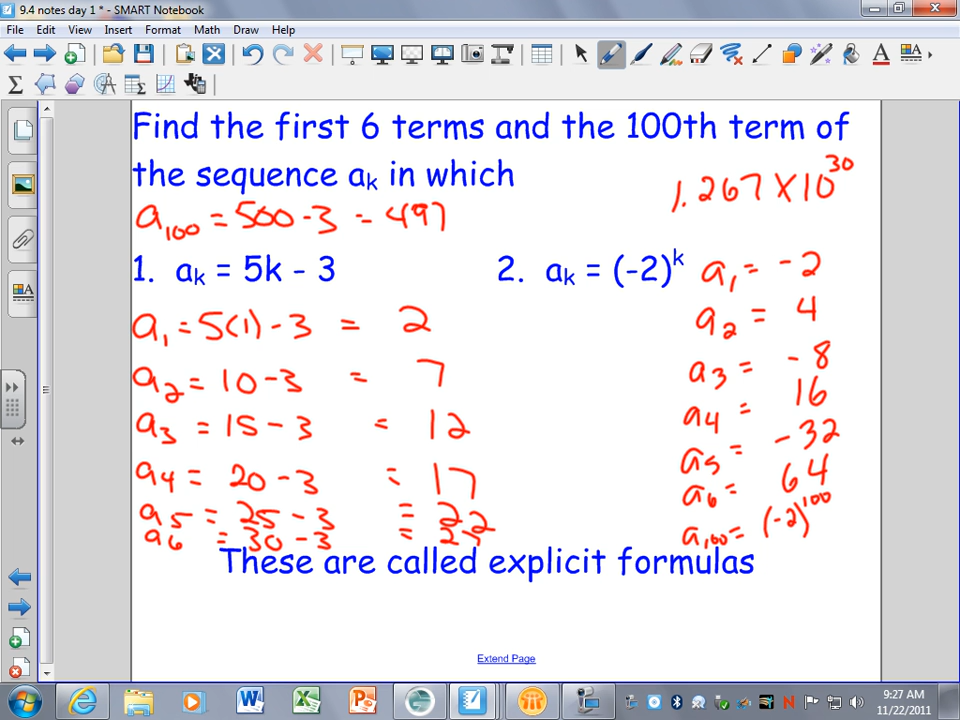 9.4 notes day 1 * - SMART Notebook
File Edit View Insert Format Math Draw Help
Find the first 6 terms and the 100th term of
the sequence aₖ in which
1.267 X 10³⁰
a₁₀₀ = 500 - 3 = 497
1. aₖ = 5k - 3
2. aₖ = (-2)ᵏ
a₁ = 5(1) - 3 = 2
a₂ = 10 - 3 = 7
a₃ = 15 - 3 = 12
a₄ = 20 - 3 = 17
a₅ = 25 - 3 = 22
a₆ = 30 - 3 = 27
a₁ = -2
a₂ = 4
a₃ = -8
a₄ = 16
a₅ = -32
a₆ = 64
a₁₀₀ = (-2)¹⁰⁰
These are called explicit formulas
Extend Page
9:27 AM
11/22/2011